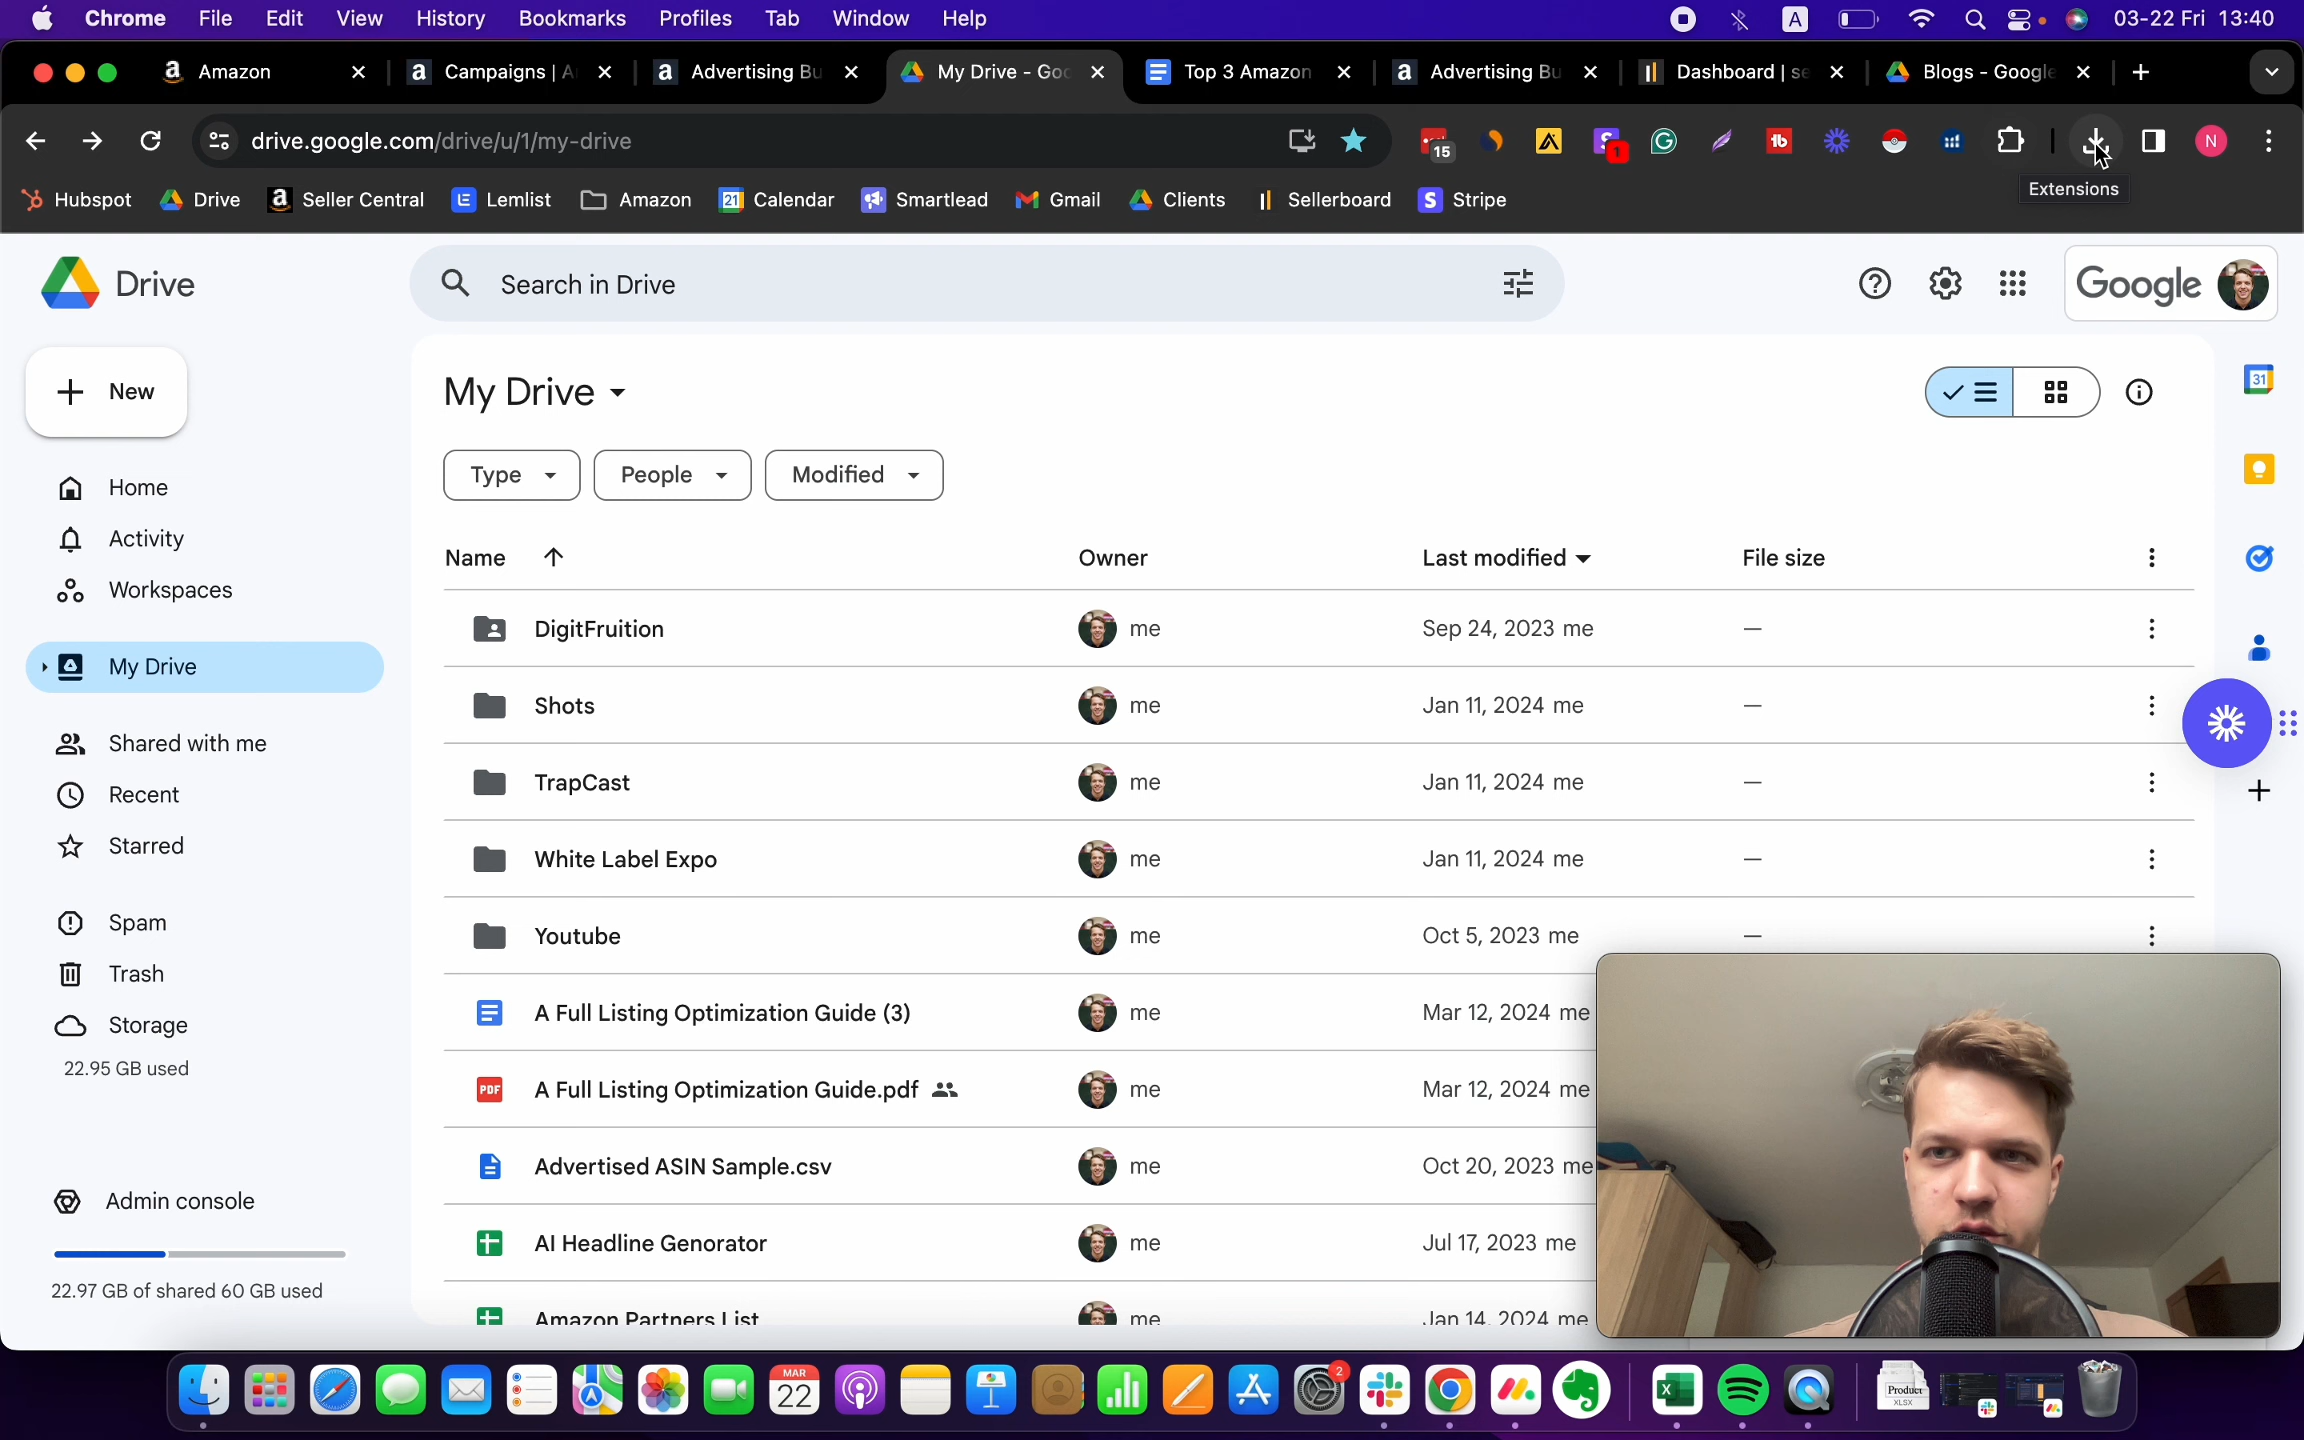 Chrome File Edit View History Bookmarks Profiles Tab Window Help A 03-22 Fri 13:40
Amazon Campaigns | A Advertising Bu My Drive - Goo Top 3 Amazon Advertising Bu Dashboard | se Blogs - Google
drive.google.com/drive/u/1/my-drive 15 1 N
Extensions
Hubspot Drive Seller Central Lemlist Amazon Calendar Smartlead Gmail Clients Sellerboard Stripe
Drive
Search in Drive
Google
New
My Drive
31
Type People Modified
Home
Activity
Workspaces
My Drive
Shared with me
Recent
Starred
Spam
Trash
Storage
22.95 GB used
Admin console
22.97 GB of shared 60 GB used
Name Owner Last modified File size
DigitFruition me Sep 24, 2023 me —
Shots me Jan 11, 2024 me —
TrapCast me Jan 11, 2024 me —
White Label Expo me Jan 11, 2024 me —
Youtube me Oct 5, 2023 me —
A Full Listing Optimization Guide (3) me Mar 12, 2024 me
PDF A Full Listing Optimization Guide.pdf me Mar 12, 2024 me
Advertised ASIN Sample.csv me Oct 20, 2023 me
AI Headline Genorator me Jul 17, 2023 me
Amazon Partners List me Jan 14, 2024 me
MAR
22
2
Product
XLSX